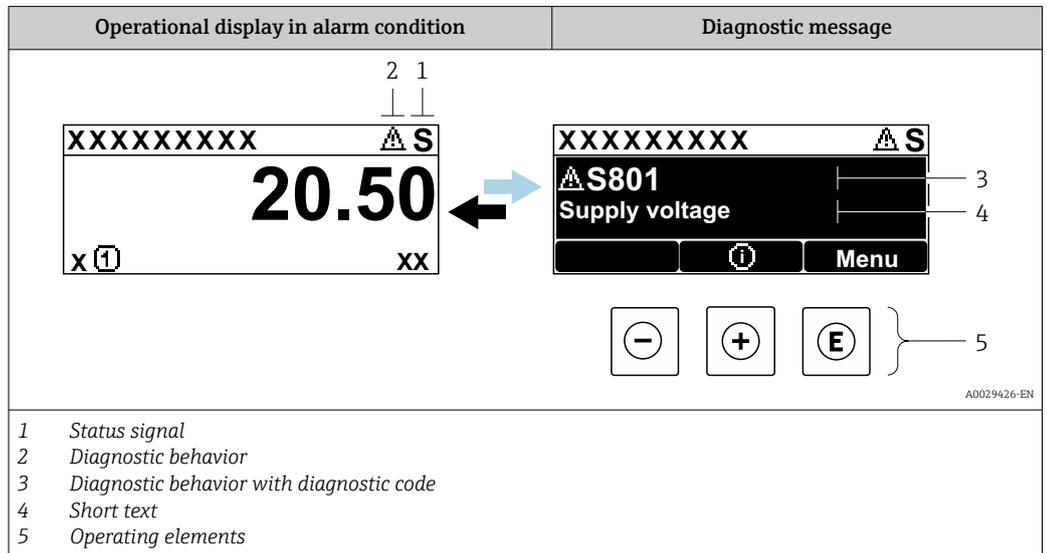 Operational display in alarm condition Diagnostic message
2 1
XXXXXXXXX ⚠ S XXXXXXXXX ⚠ S
20.50
⚠S801 3
Supply voltage 4
X 1 XX
i Menu
- + E 5
A0029426-EN
1 Status signal
2 Diagnostic behavior
3 Diagnostic behavior with diagnostic code
4 Short text
5 Operating elements